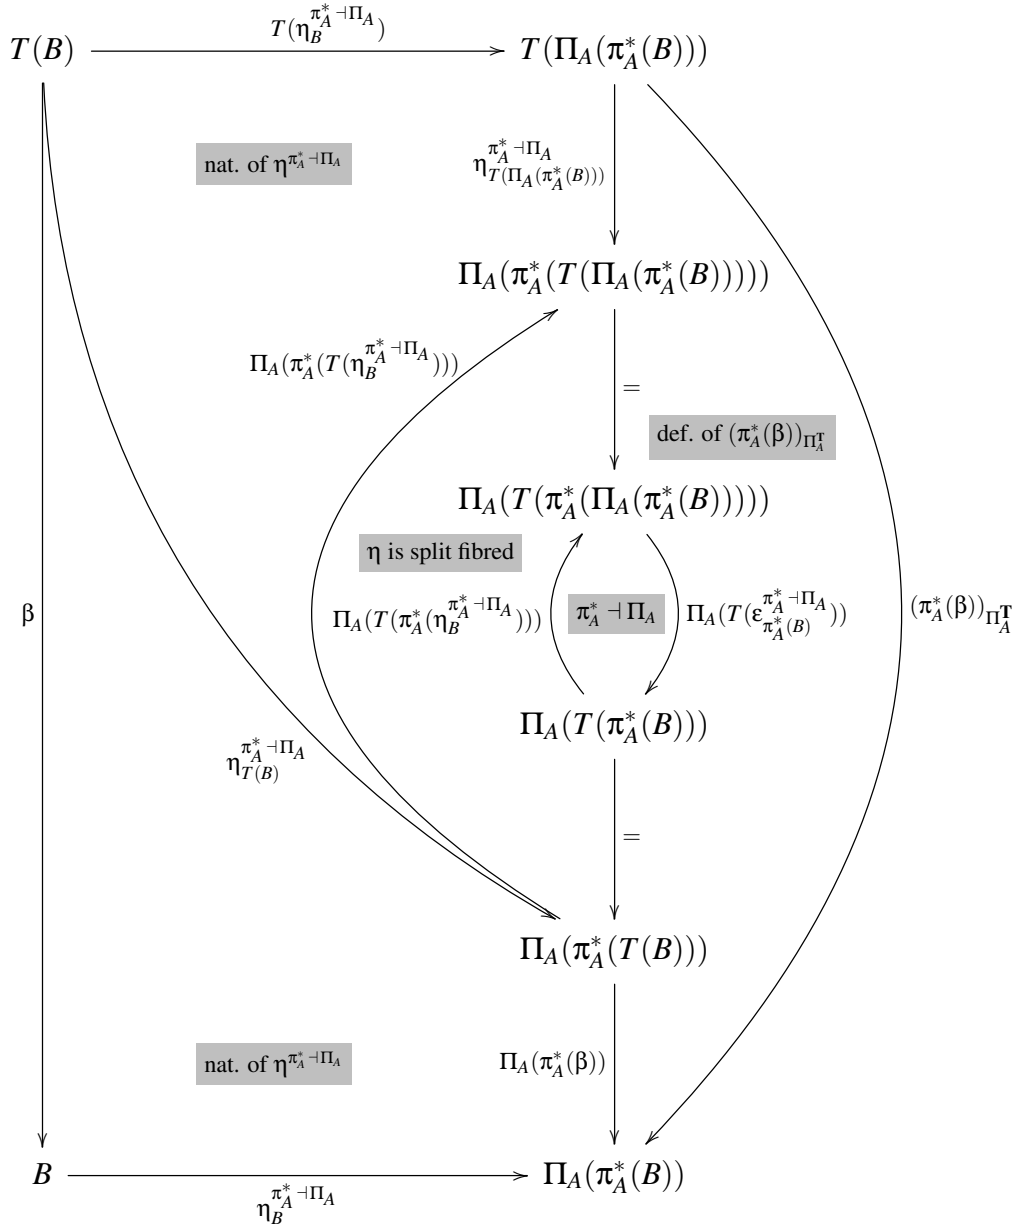 T(η_B^{π_A^* ⊣ Π_A})
T(B)
T(Π_A(π_A^*(B)))
nat. of η^{π_A^* ⊣ Π_A}
η_{T(Π_A(π_A^*(B)))}^{π_A^* ⊣ Π_A}
Π_A(π_A^*(T(Π_A(π_A^*(B)))))
Π_A(π_A^*(T(η_B^{π_A^* ⊣ Π_A})))
=
def. of (π_A^*(β))_{Π_A^T}
Π_A(T(π_A^*(Π_A(π_A^*(B)))))
η is split fibred
β
Π_A(T(π_A^*(η_B^{π_A^* ⊣ Π_A})))
π_A^* ⊣ Π_A
Π_A(T(ε_{π_A^*(B)}^{π_A^* ⊣ Π_A}))
(π_A^*(β))_{Π_A^T}
Π_A(T(π_A^*(B)))
η_{T(B)}^{π_A^* ⊣ Π_A}
=
Π_A(π_A^*(T(B)))
nat. of η^{π_A^* ⊣ Π_A}
Π_A(π_A^*(β))
B
Π_A(π_A^*(B))
η_B^{π_A^* ⊣ Π_A}